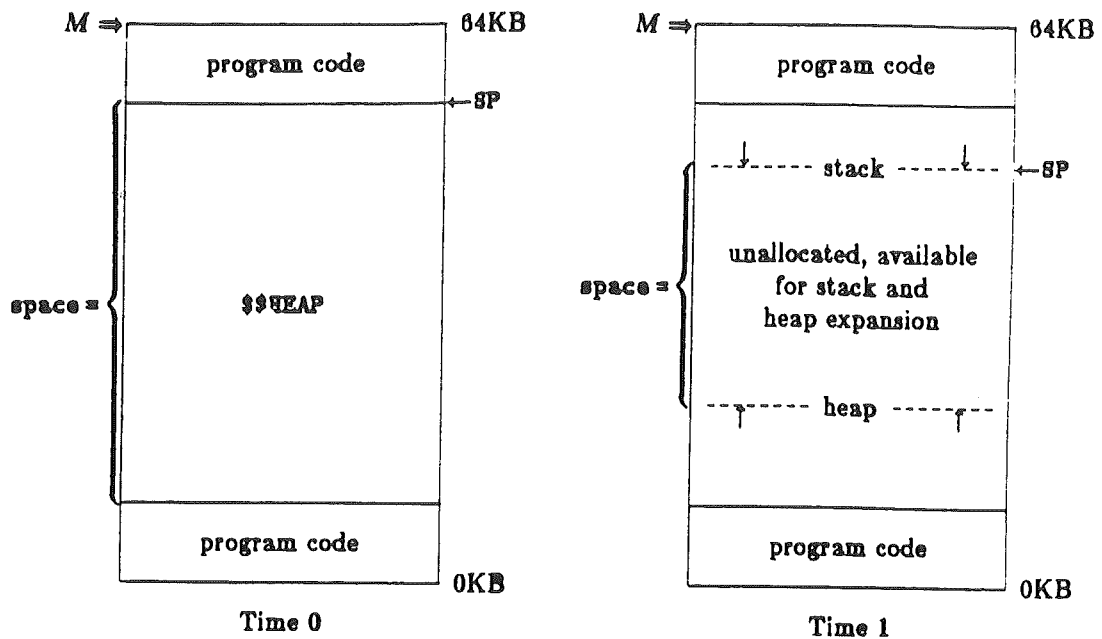 M ⇒
64KB
program code
← SP
space =
$$HEAP
program code
0KB
Time 0
M ⇒
64KB
program code
stack
← SP
space =
unallocated, available
for stack and
heap expansion
heap
program code
0KB
Time 1